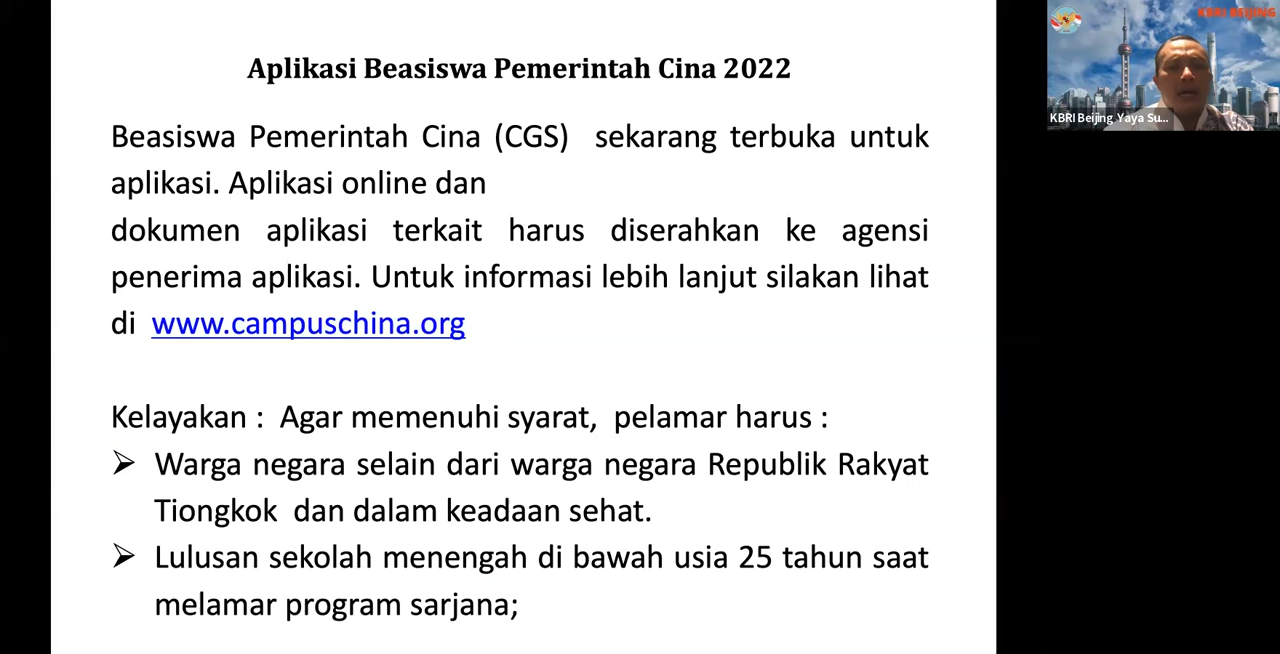 Aplikasi Beasiswa Pemerintah Cina 2022
Beasiswa Pemerintah Cina (CGS) sekarang terbuka untuk
aplikasi. Aplikasi online dan
dokumen aplikasi terkait harus diserahkan ke agensi
penerima aplikasi. Untuk informasi lebih lanjut silakan lihat
di www.campuschina.org
Kelayakan : Agar memenuhi syarat, pelamar harus :
➢ Warga negara selain dari warga negara Republik Rakyat
Tiongkok dan dalam keadaan sehat.
➢ Lulusan sekolah menengah di bawah usia 25 tahun saat
melamar program sarjana;
KBRI BEIJING
KBRI Beijing Yaya Su...